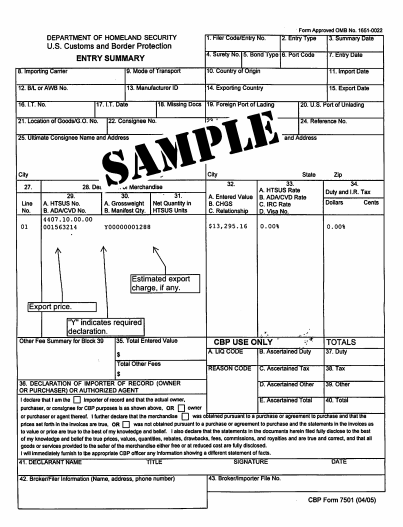 Form Approved OMB No. 1651-0022
DEPARTMENT OF HOMELAND SECURITY
U.S. Customs and Border Protection
ENTRY SUMMARY
1. Filer Code/Entry No. 2. Entry Type 3. Summary Date
4. Surety No. 5. Bond Type 6. Port Code 7. Entry Date
8. Importing Carrier 9. Mode of Transport 10. Country of Origin 11. Import Date
12. B/L or AWB No. 13. Manufacturer ID 14. Exporting Country 15. Export Date
16. I.T. No. 17. I.T. Date 18. Missing Docs 19. Foreign Port of Lading 20. U.S. Port of Unlading
21. Location of Goods/G.O. No. 22. Consignee No. 24. Reference No.
25. Ultimate Consignee Name and Address and Address
SAMPLE
City City State Zip
27. 28. De of Merchandise 32. 33. 34.
Line No. 29. A. HTSUS No. B. ADA/CVD No. 30. A. Grossweight B. Manifest Qty. 31. Net Quantity in HTSUS Units A. Entered Value B. CHGS C. Relationship A. HTSUS Rate B. ADA/CVD Rate C. IRC Rate D. Visa No. Duty and I.R. Tax Dollars Cents
4407.10.00.00
01 001563214 Y00000001288 $13,295.16 0.00% 0.00%
Estimated export
charge, if any.
Export price.
"Y" indicates required
declaration.
Other Fee Summary for Block 39 35. Total Entered Value CBP USE ONLY TOTALS
$ A. LIQ CODE B. Ascertained Duty 37. Duty
Total Other Fees REASON CODE C. Ascertained Tax 38. Tax
$
36. DECLARATION OF IMPORTER OF RECORD (OWNER
OR PURCHASER) OR AUTHORIZED AGENT D. Ascertained Other 39. Other
I declare that I am the Importer of record and that the actual owner, E. Ascertained Total 40. Total
purchaser, or consignee for CBP purposes is as shown above, OR owner
or purchaser or agent thereof. I further declare that the merchandise was obtained pursuant to a purchase or agreement to purchase and that the
prices set forth in the invoices are true, OR was not obtained pursuant to a purchase or agreement to purchase and the statements in the invoices as
to value or price are true to the best of my knowledge and belief. I also declare that the statements in the documents herein filed fully disclose to the best
of my knowledge and belief the true prices, values, quantities, rebates, drawbacks, fees, commissions, and royalties and are true and correct, and that all
goods or services provided to the seller of the merchandise either free or at reduced cost are fully disclosed.
I will immediately furnish to the appropriate CBP officer any information showing a different statement of facts.
41. DECLARANT NAME TITLE SIGNATURE DATE
42. Broker/Filer Information (Name, address, phone number) 43. Broker/Importer File No.
CBP Form 7501 (04/05)